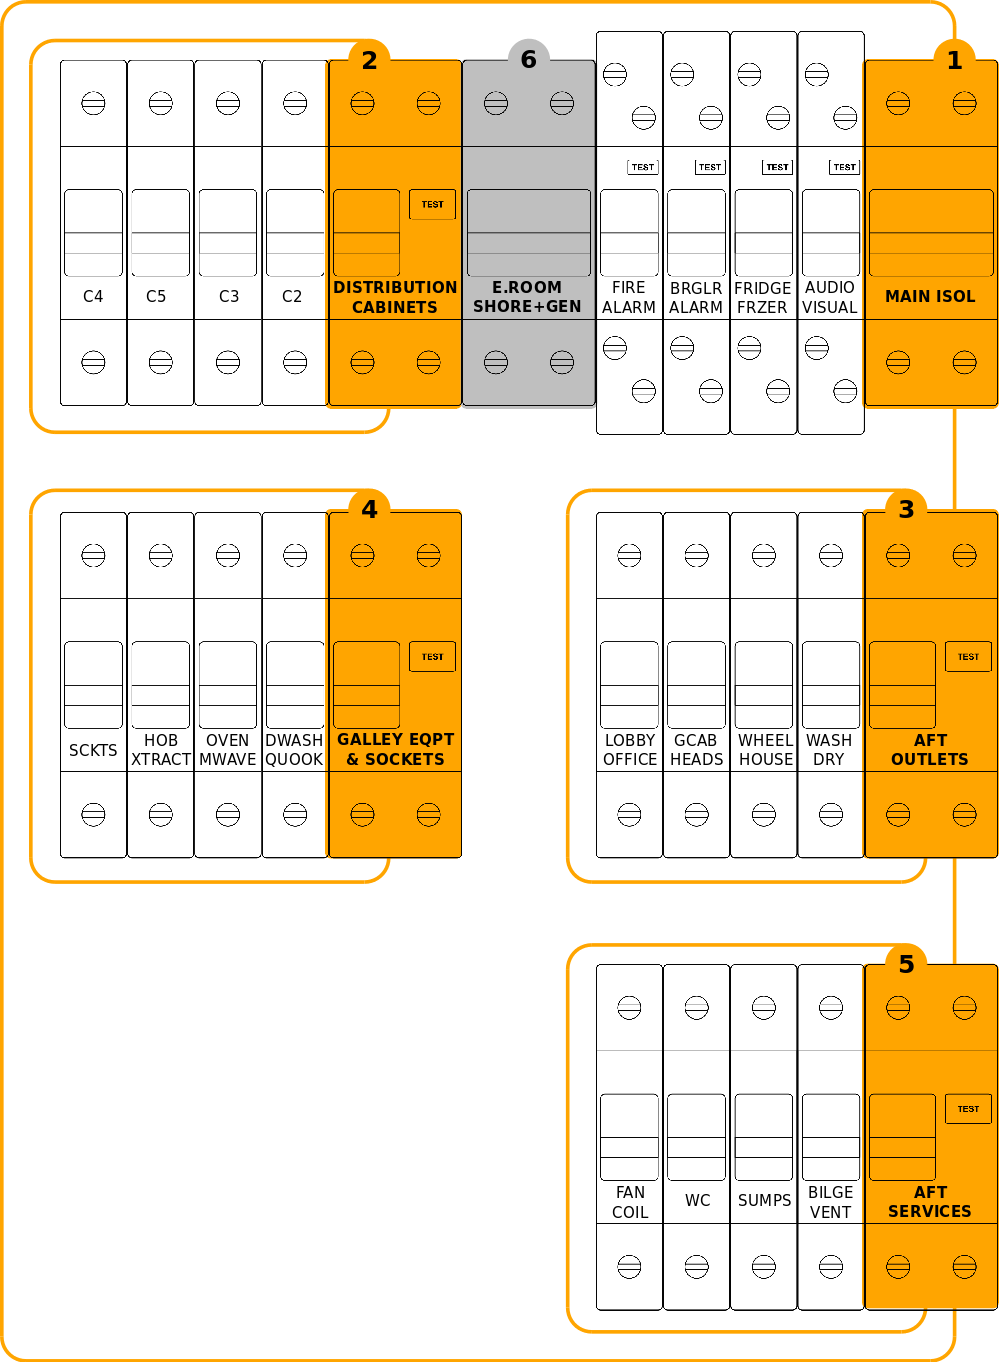 2
6
1
TEST
TEST
TEST
TEST
TEST
C4
C5
C3
C2
DISTRIBUTION
CABINETS
E.ROOM
SHORE+GEN
FIRE
ALARM
BRGLR
ALARM
FRIDGE
FRZER
AUDIO
VISUAL
MAIN ISOL
4
TEST
SCKTS
HOB
XTRACT
OVEN
MWAVE
DWASH
QUOOK
GALLEY EQPT
& SOCKETS
3
TEST
LOBBY
OFFICE
GCAB
HEADS
WHEEL
HOUSE
WASH
DRY
AFT
OUTLETS
5
TEST
FAN
COIL
WC
SUMPS
BILGE
VENT
AFT
SERVICES